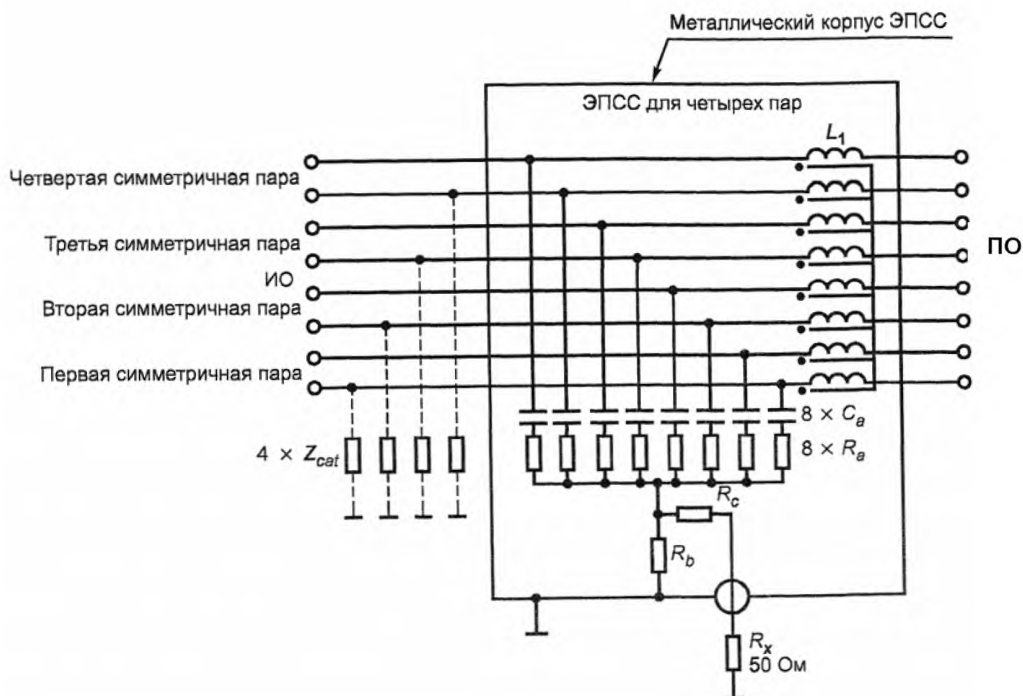 Металлический корпус ЭПСС
ЭПСС для четырех пар
L1
Четвертая симметричная пара
Третья симметричная пара
ПО
ИО
Вторая симметричная пара
Первая симметричная пара
8 × Ca
4 × Zcat
8 × Ra
Rc
Rb
Rx
50 Ом